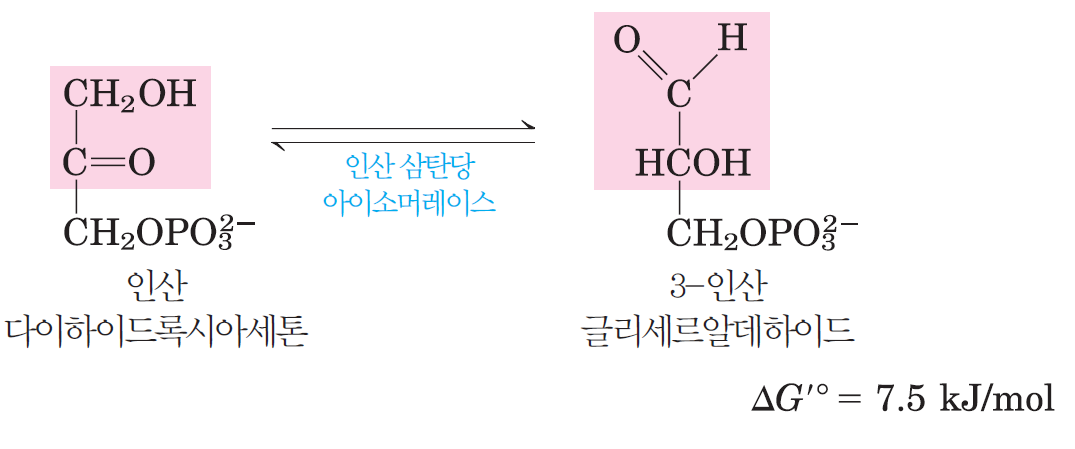 CH₂OH
C=O
CH₂OPO₃²⁻
인산
다이하이드록시아세톤
인산 삼탄당
아이소머레이스
O H
C
HCOH
CH₂OPO₃²⁻
3-인산
글리세르알데하이드
ΔG′° = 7.5 kJ/mol